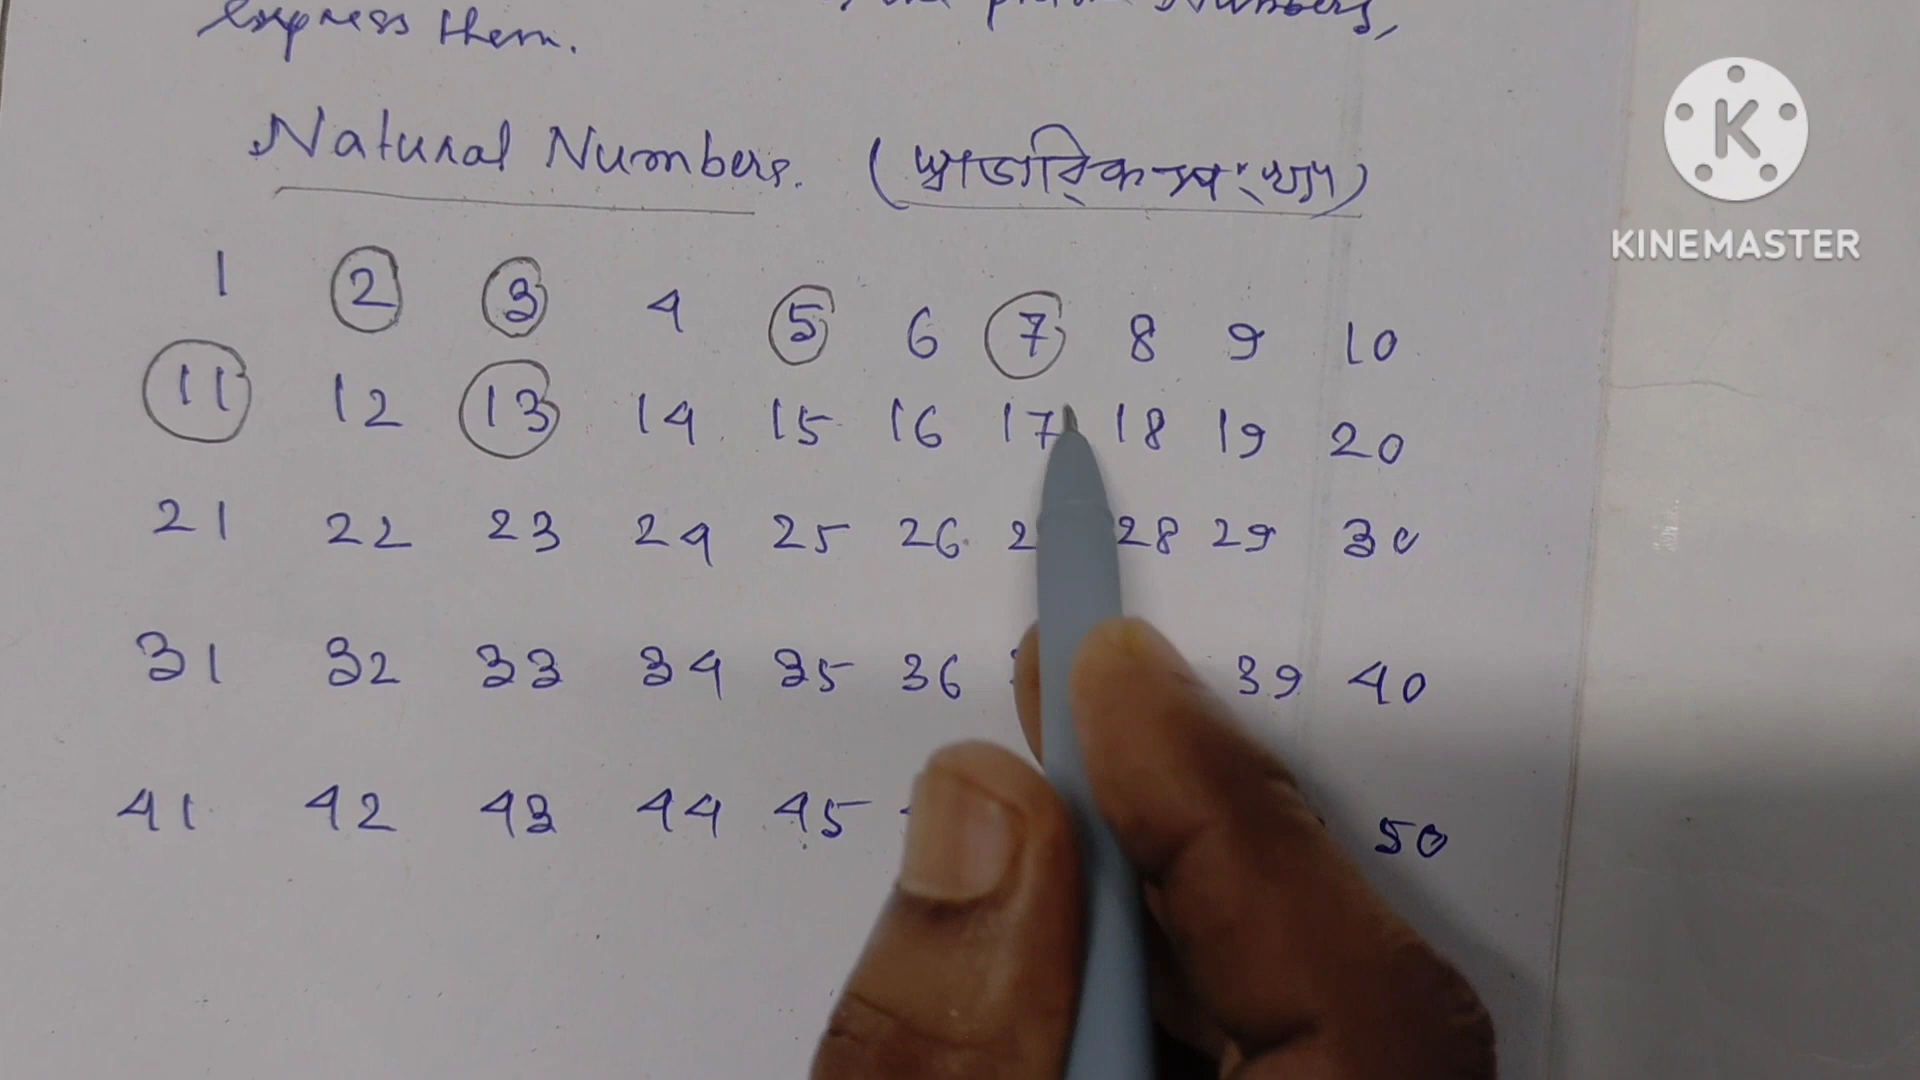 Numbers,
express them.
Natural Numbers. (স্বাভাবিক সংখ্যা)
K
KINEMASTER
1 2 3 4 5 6 7 8 9 10
11 12 13 14 15 16 17 18 19 20
21 22 23 24 25 26 2 28 29 30
31 32 33 34 35 36 39 40
41 42 43 44 45 50